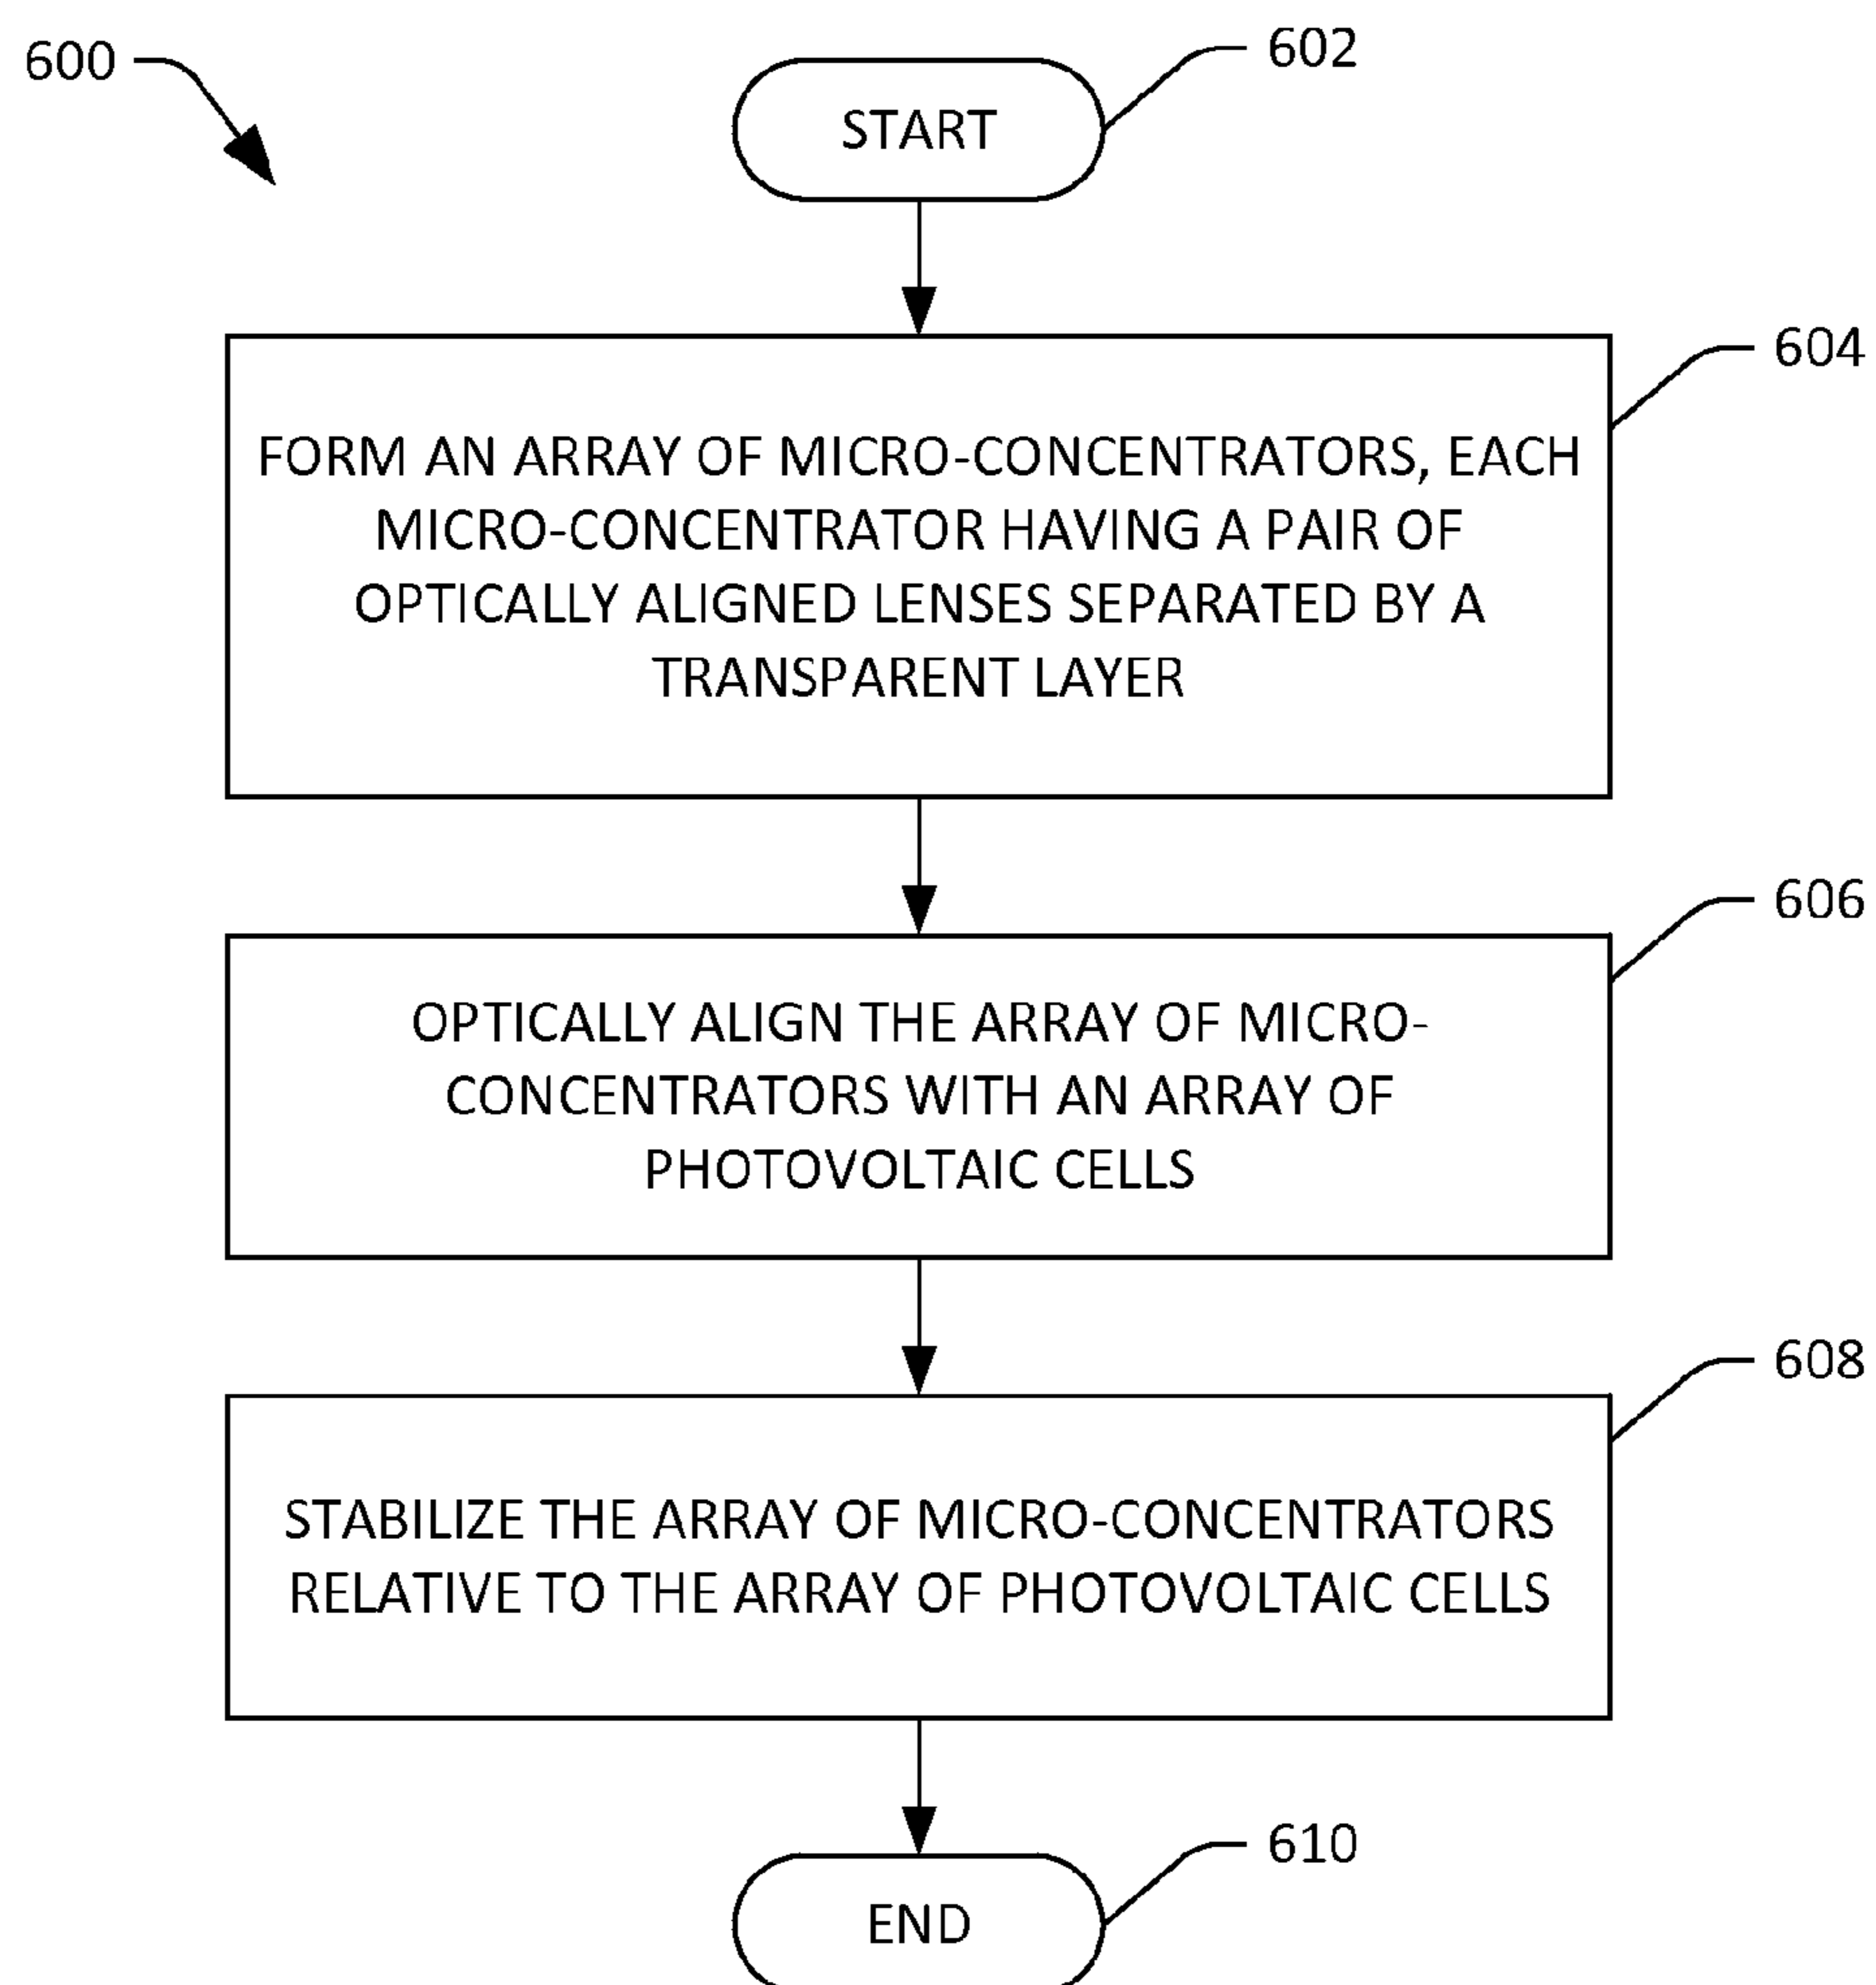 600
602
START
604
FORM AN ARRAY OF MICRO-CONCENTRATORS, EACH
MICRO-CONCENTRATOR HAVING A PAIR OF
OPTICALLY ALIGNED LENSES SEPARATED BY A
TRANSPARENT LAYER
606
OPTICALLY ALIGN THE ARRAY OF MICRO-
CONCENTRATORS WITH AN ARRAY OF
PHOTOVOLTAIC CELLS
608
STABILIZE THE ARRAY OF MICRO-CONCENTRATORS
RELATIVE TO THE ARRAY OF PHOTOVOLTAIC CELLS
610
END